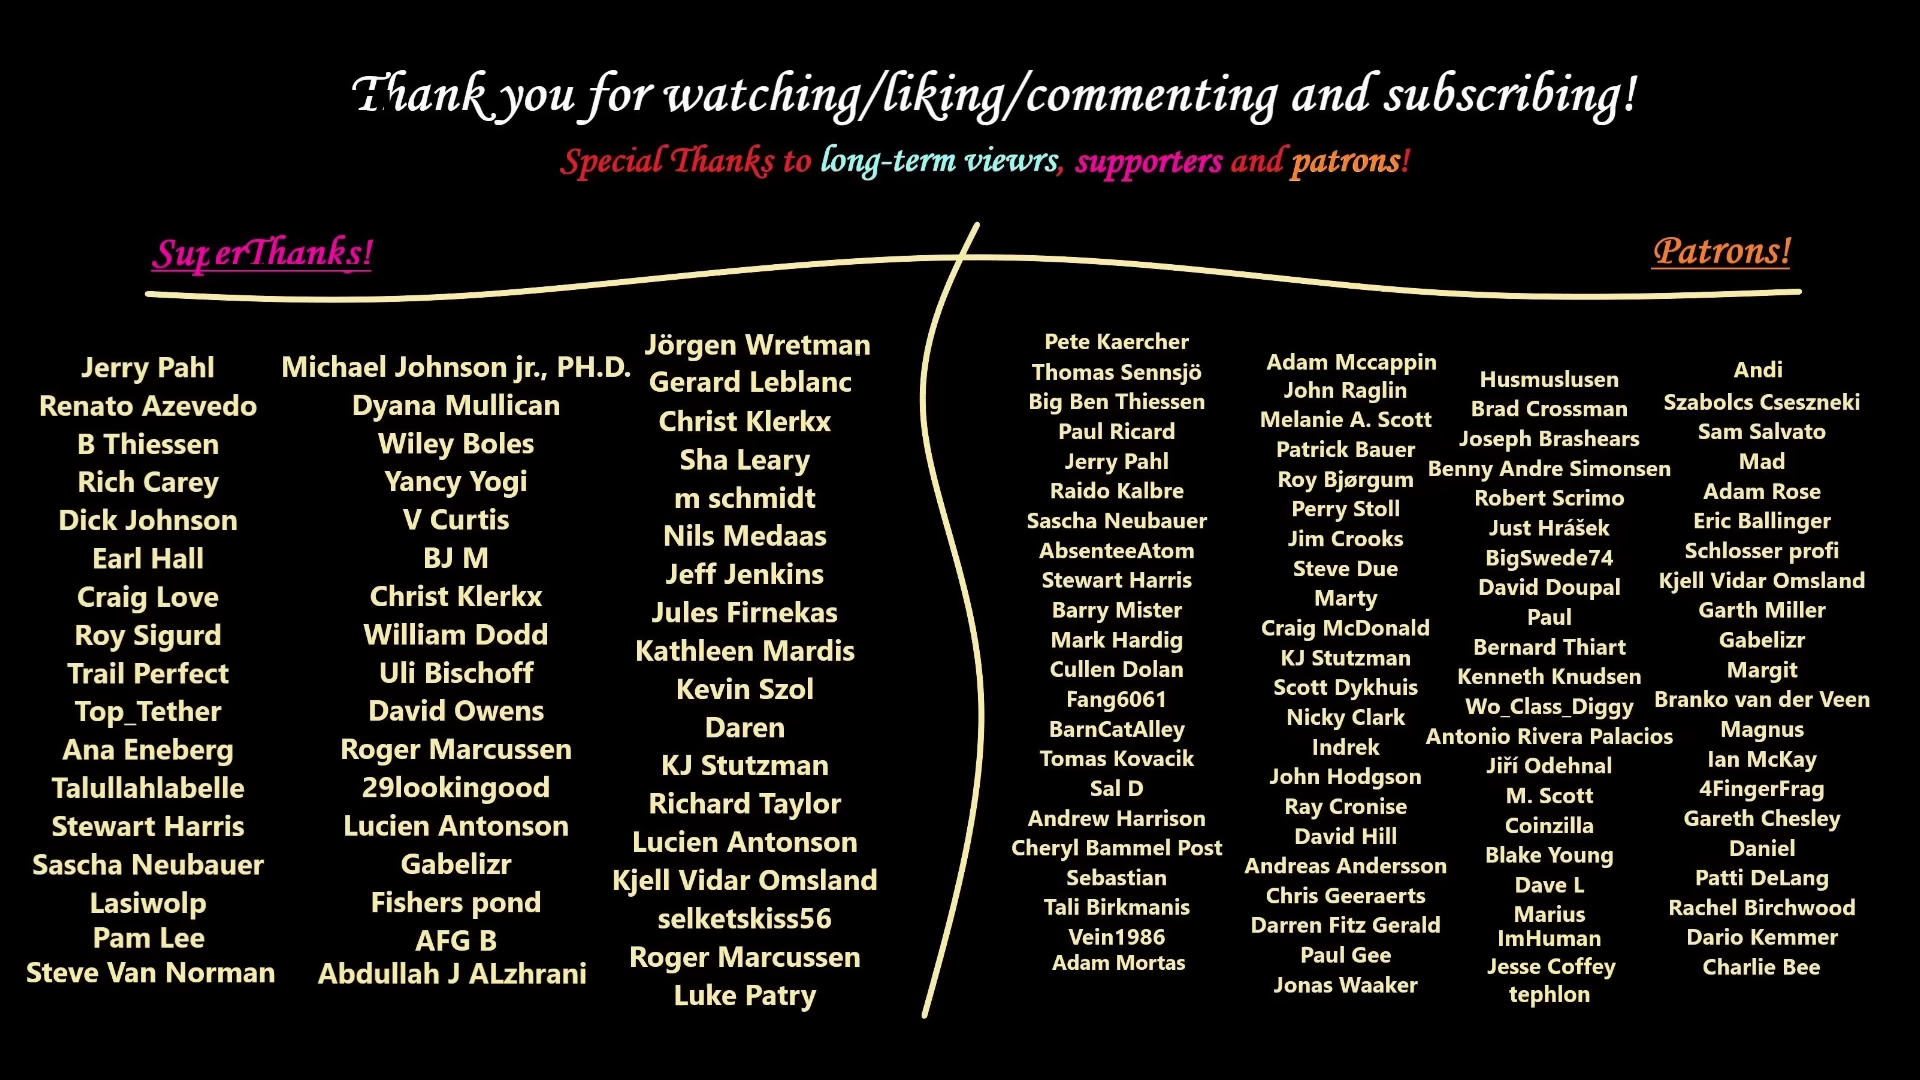 Thank you for watching/liking/commenting and subscribing!
Special Thanks to long-term viewrs, supporters and patrons!
SuperThanks!
Jerry Pahl
Renato Azevedo
B Thiessen
Rich Carey
Dick Johnson
Earl Hall
Craig Love
Roy Sigurd
Trail Perfect
Top_Tether
Ana Eneberg
Talullahlabelle
Stewart Harris
Sascha Neubauer
Lasiwolp
Pam Lee
Steve Van Norman
Michael Johnson jr., PH.D.
Dyana Mullican
Wiley Boles
Yancy Yogi
V Curtis
BJ M
Christ Klerkx
William Dodd
Uli Bischoff
David Owens
Roger Marcussen
29lookingood
Lucien Antonson
Gabelizr
Fishers pond
AFG B
Abdullah J ALzhrani
Jörgen Wretman
Gerard Leblanc
Christ Klerkx
Sha Leary
m schmidt
Nils Medaas
Jeff Jenkins
Jules Firnekas
Kathleen Mardis
Kevin Szol
Daren
KJ Stutzman
Richard Taylor
Lucien Antonson
Kjell Vidar Omsland
selketskiss56
Roger Marcussen
Luke Patry
Patrons!
Pete Kaercher
Thomas Sennsjö
Big Ben Thiessen
Paul Ricard
Jerry Pahl
Raido Kalbre
Sascha Neubauer
AbsenteeAtom
Stewart Harris
Barry Mister
Mark Hardig
Cullen Dolan
Fang6061
BarnCatAlley
Tomas Kovacik
Sal D
Andrew Harrison
Cheryl Bammel Post
Sebastian
Tali Birkmanis
Vein1986
Adam Mortas
Adam Mccappin
John Raglin
Melanie A. Scott
Patrick Bauer
Roy Bjørgum
Perry Stoll
Jim Crooks
Steve Due
Marty
Craig McDonald
KJ Stutzman
Scott Dykhuis
Nicky Clark
Indrek
John Hodgson
Ray Cronise
David Hill
Andreas Andersson
Chris Geeraerts
Darren Fitz Gerald
Paul Gee
Jonas Waaker
Husmuslusen
Brad Crossman
Joseph Brashears
Benny Andre Simonsen
Robert Scrimo
Just Hrášek
BigSwede74
David Doupal
Paul
Bernard Thiart
Kenneth Knudsen
Wo_Class_Diggy
Antonio Rivera Palacios
Jiří Odehnal
M. Scott
Coinzilla
Blake Young
Dave L
Marius
ImHuman
Jesse Coffey
tephlon
Andi
Szabolcs Cseszneki
Sam Salvato
Mad
Adam Rose
Eric Ballinger
Schlosser profi
Kjell Vidar Omsland
Garth Miller
Gabelizr
Margit
Branko van der Veen
Magnus
Ian McKay
4FingerFrag
Gareth Chesley
Daniel
Patti DeLang
Rachel Birchwood
Dario Kemmer
Charlie Bee